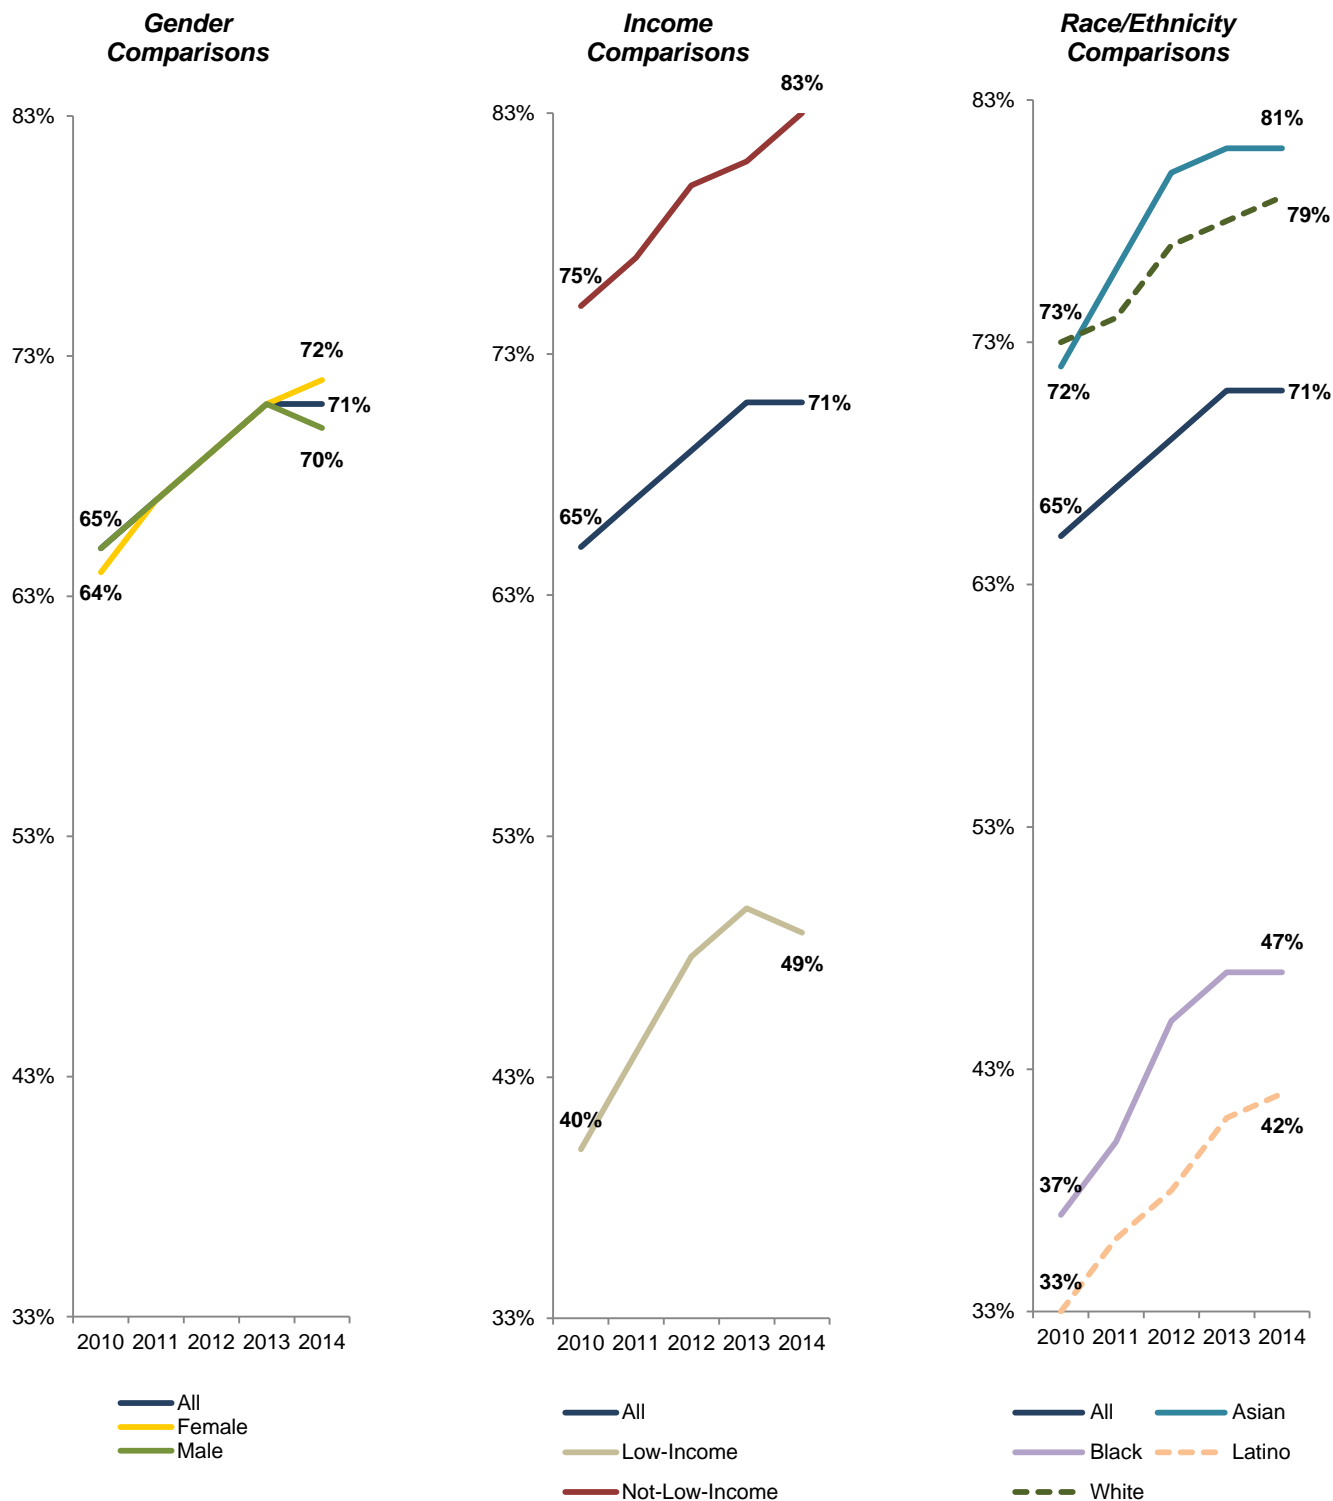 Gender
Comparisons
83%
73%
63%
53%
43%
33%
72%
71%
70%
65%
64%
2010 2011 2012 2013 2014
All
Female
Male
Income
Comparisons
83%
73%
63%
53%
43%
33%
83%
75%
71%
65%
49%
40%
2010 2011 2012 2013 2014
All
Low-Income
Not-Low-Income
Race/Ethnicity
Comparisons
83%
73%
63%
53%
43%
33%
81%
79%
73%
72%
71%
65%
47%
42%
37%
33%
2010 2011 2012 2013 2014
All Asian
Black Latino
White